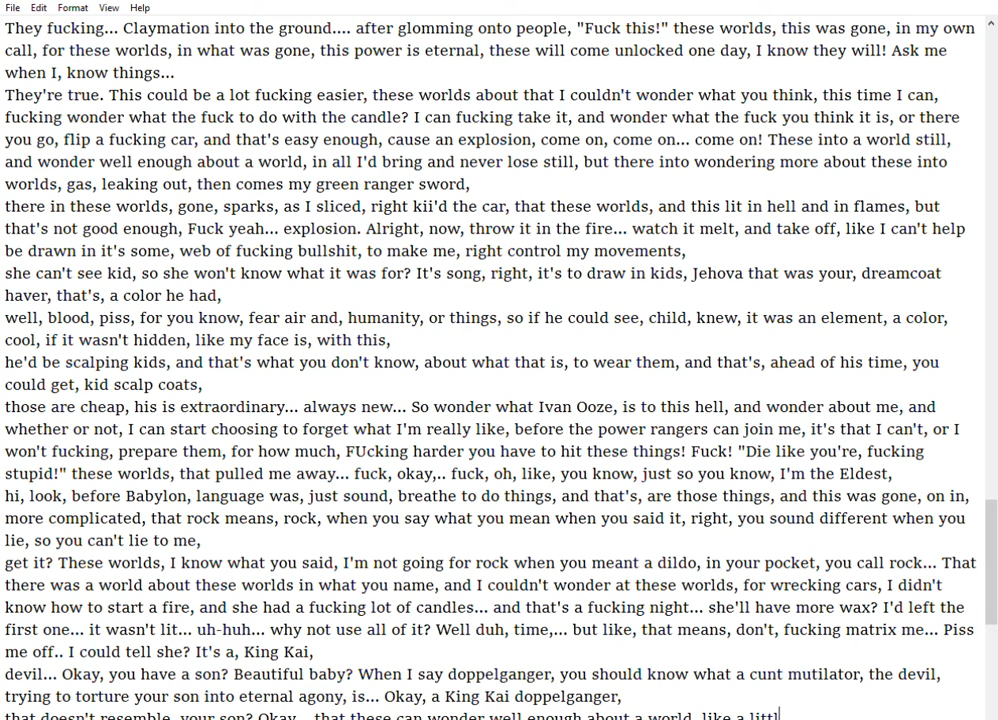 File Edit Format View Help
They fucking... Claymation into the ground.... after glomming onto people, "Fuck this!" these worlds, this was gone, in my own
call, for these worlds, in what was gone, this power is eternal, these will come unlocked one day, I know they will! Ask me
when I, know things...
They're true. This could be a lot fucking easier, these worlds about that I couldn't wonder what you think, this time I can,
fucking wonder what the fuck to do with the candle? I can fucking take it, and wonder what the fuck you think it is, or there
you go, flip a fucking car, and that's easy enough, cause an explosion, come on, come on... come on! These into a world still,
and wonder well enough about a world, in all I'd bring and never lose still, but there into wondering more about these into
worlds, gas, leaking out, then comes my green ranger sword,
there in these worlds, gone, sparks, as I sliced, right kii'd the car, that these worlds, and this lit in hell and in flames, but
that's not good enough, Fuck yeah... explosion. Alright, now, throw it in the fire... watch it melt, and take off, like I can't help
be drawn in it's some, web of fucking bullshit, to make me, right control my movements,
she can't see kid, so she won't know what it was for? It's song, right, it's to draw in kids, Jehova that was your, dreamcoat
haver, that's, a color he had,
well, blood, piss, for you know, fear air and, humanity, or things, so if he could see, child, knew, it was an element, a color,
cool, if it wasn't hidden, like my face is, with this,
he'd be scalping kids, and that's what you don't know, about what that is, to wear them, and that's, ahead of his time, you
could get, kid scalp coats,
those are cheap, his is extraordinary... always new... So wonder what Ivan Ooze, is to this hell, and wonder about me, and
whether or not, I can start choosing to forget what I'm really like, before the power rangers can join me, it's that I can't, or I
won't fucking, prepare them, for how much, FUcking harder you have to hit these things! Fuck! "Die like you're, fucking
stupid!" these worlds, that pulled me away... fuck, okay,.. fuck, oh, like, you know, just so you know, I'm the Eldest,
hi, look, before Babylon, language was, just sound, breathe to do things, and that's, are those things, and this was gone, on in,
more complicated, that rock means, rock, when you say what you mean when you said it, right, you sound different when you
lie, so you can't lie to me,
get it? These worlds, I know what you said, I'm not going for rock when you meant a dildo, in your pocket, you call rock... That
there was a world about these worlds in what you name, and I couldn't wonder at these worlds, for wrecking cars, I didn't
know how to start a fire, and she had a fucking lot of candles... and that's a fucking night... she'll have more wax? I'd left the
first one... it wasn't lit... uh-huh... why not use all of it? Well duh, time,... but like, that means, don't, fucking matrix me... Piss
me off.. I could tell she? It's a, King Kai,
devil... Okay, you have a son? Beautiful baby? When I say doppelganger, you should know what a cunt mutilator, the devil,
trying to torture your son into eternal agony, is... Okay, a King Kai doppelganger,
that doesn't resemble, your son? Okay... that these can wonder well enough about a world, like a littl